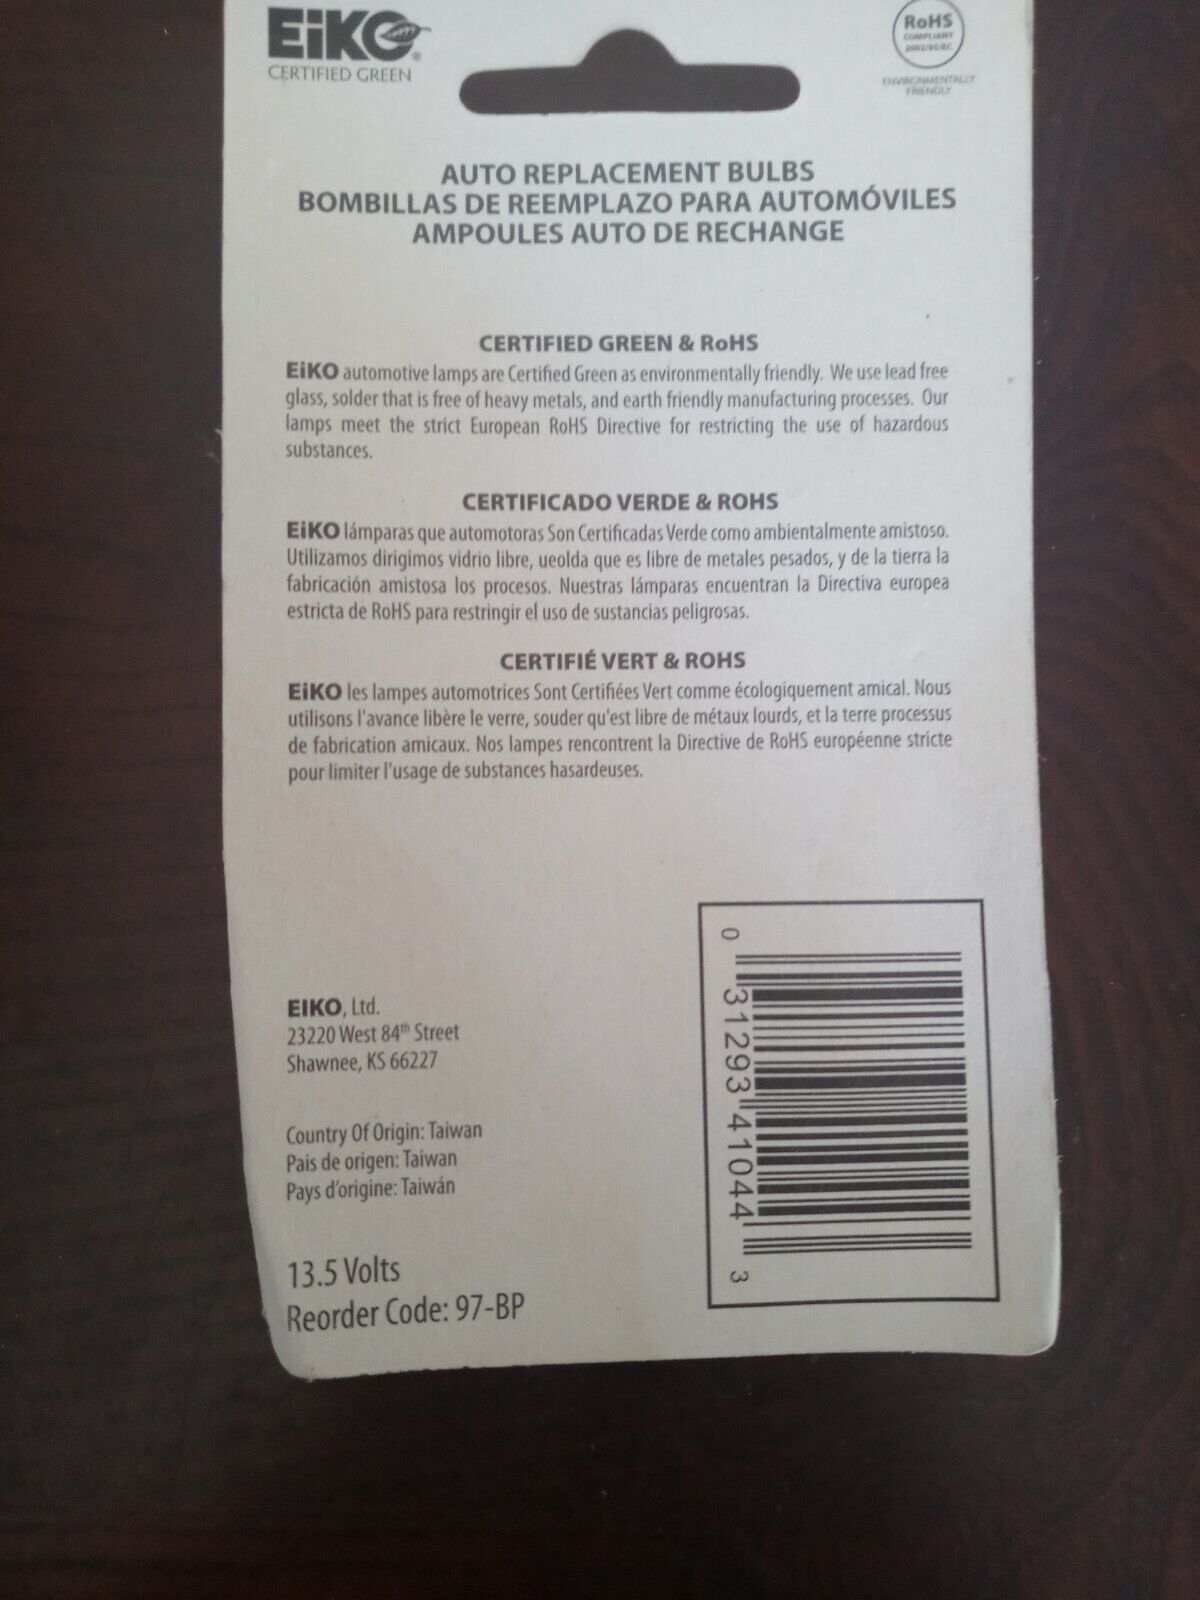 EiKO®
CERTIFIED GREEN
RoHS
COMPLIANT
2002/95/EC
ENVIRONMENTALLY
FRIENDLY
AUTO REPLACEMENT BULBS
BOMBILLAS DE REEMPLAZO PARA AUTOMÓVILES
AMPOULES AUTO DE RECHANGE
CERTIFIED GREEN & RoHS
EiKO automotive lamps are Certified Green as environmentally friendly. We use lead free
glass, solder that is free of heavy metals, and earth friendly manufacturing processes. Our
lamps meet the strict European RoHS Directive for restricting the use of hazardous
substances.
CERTIFICADO VERDE & ROHS
EiKO lámparas que automotoras Son Certificadas Verde como ambientalmente amistoso.
Utilizamos dirigimos vidrio libre, ueolda que es libre de metales pesados, y de la tierra la
fabricación amistosa los procesos. Nuestras lámparas encuentran la Directiva europea
estricta de RoHS para restringir el uso de sustancias peligrosas.
CERTIFIÉ VERT & ROHS
EiKO les lampes automotrices Sont Certifiées Vert comme écologiquement amical. Nous
utilisons l'avance libère le verre, souder qu'est libre de métaux lourds, et la terre processus
de fabrication amicaux. Nos lampes rencontrent la Directive de RoHS européenne stricte
pour limiter l'usage de substances hasardeuses.
EIKO, Ltd.
23220 West 84th Street
Shawnee, KS 66227
Country Of Origin: Taiwan
Pais de origen: Taiwan
Pays d'origine: Taiwán
13.5 Volts
Reorder Code: 97-BP
0 31293 41044 3